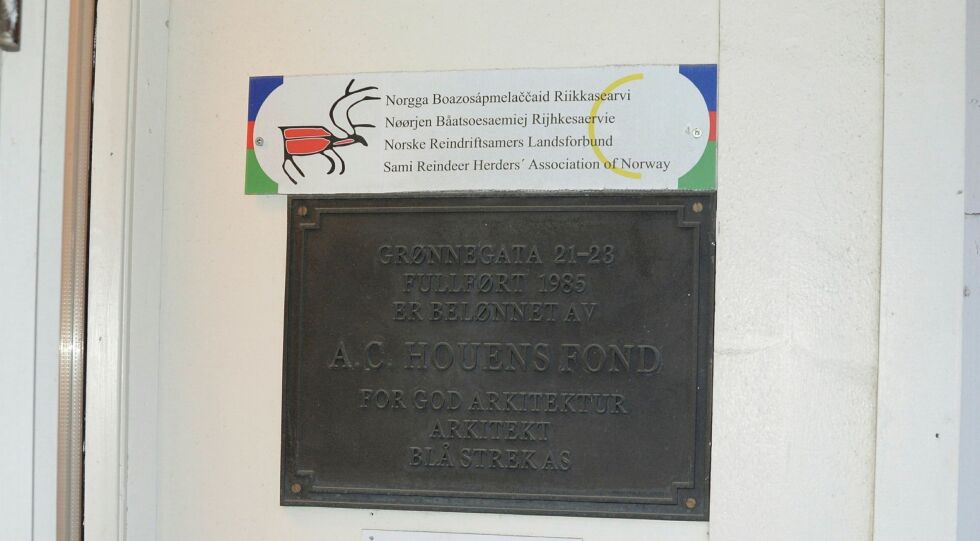 Norgga Boazosápmelaččaid Riikkasearvi
Nøørjen Båatsoesaemiej Rijhkesaervie
Norske Reindriftsamers Landsforbund
Sami Reindeer Herders´ Association of Norway
GRØNNEGATA 21-23
FULLFØRT 1985
ER BELØNNET AV
A.C. HOUENS FOND
FOR GOD ARKITEKTUR
ARKITEKT
BLÅ STREK AS